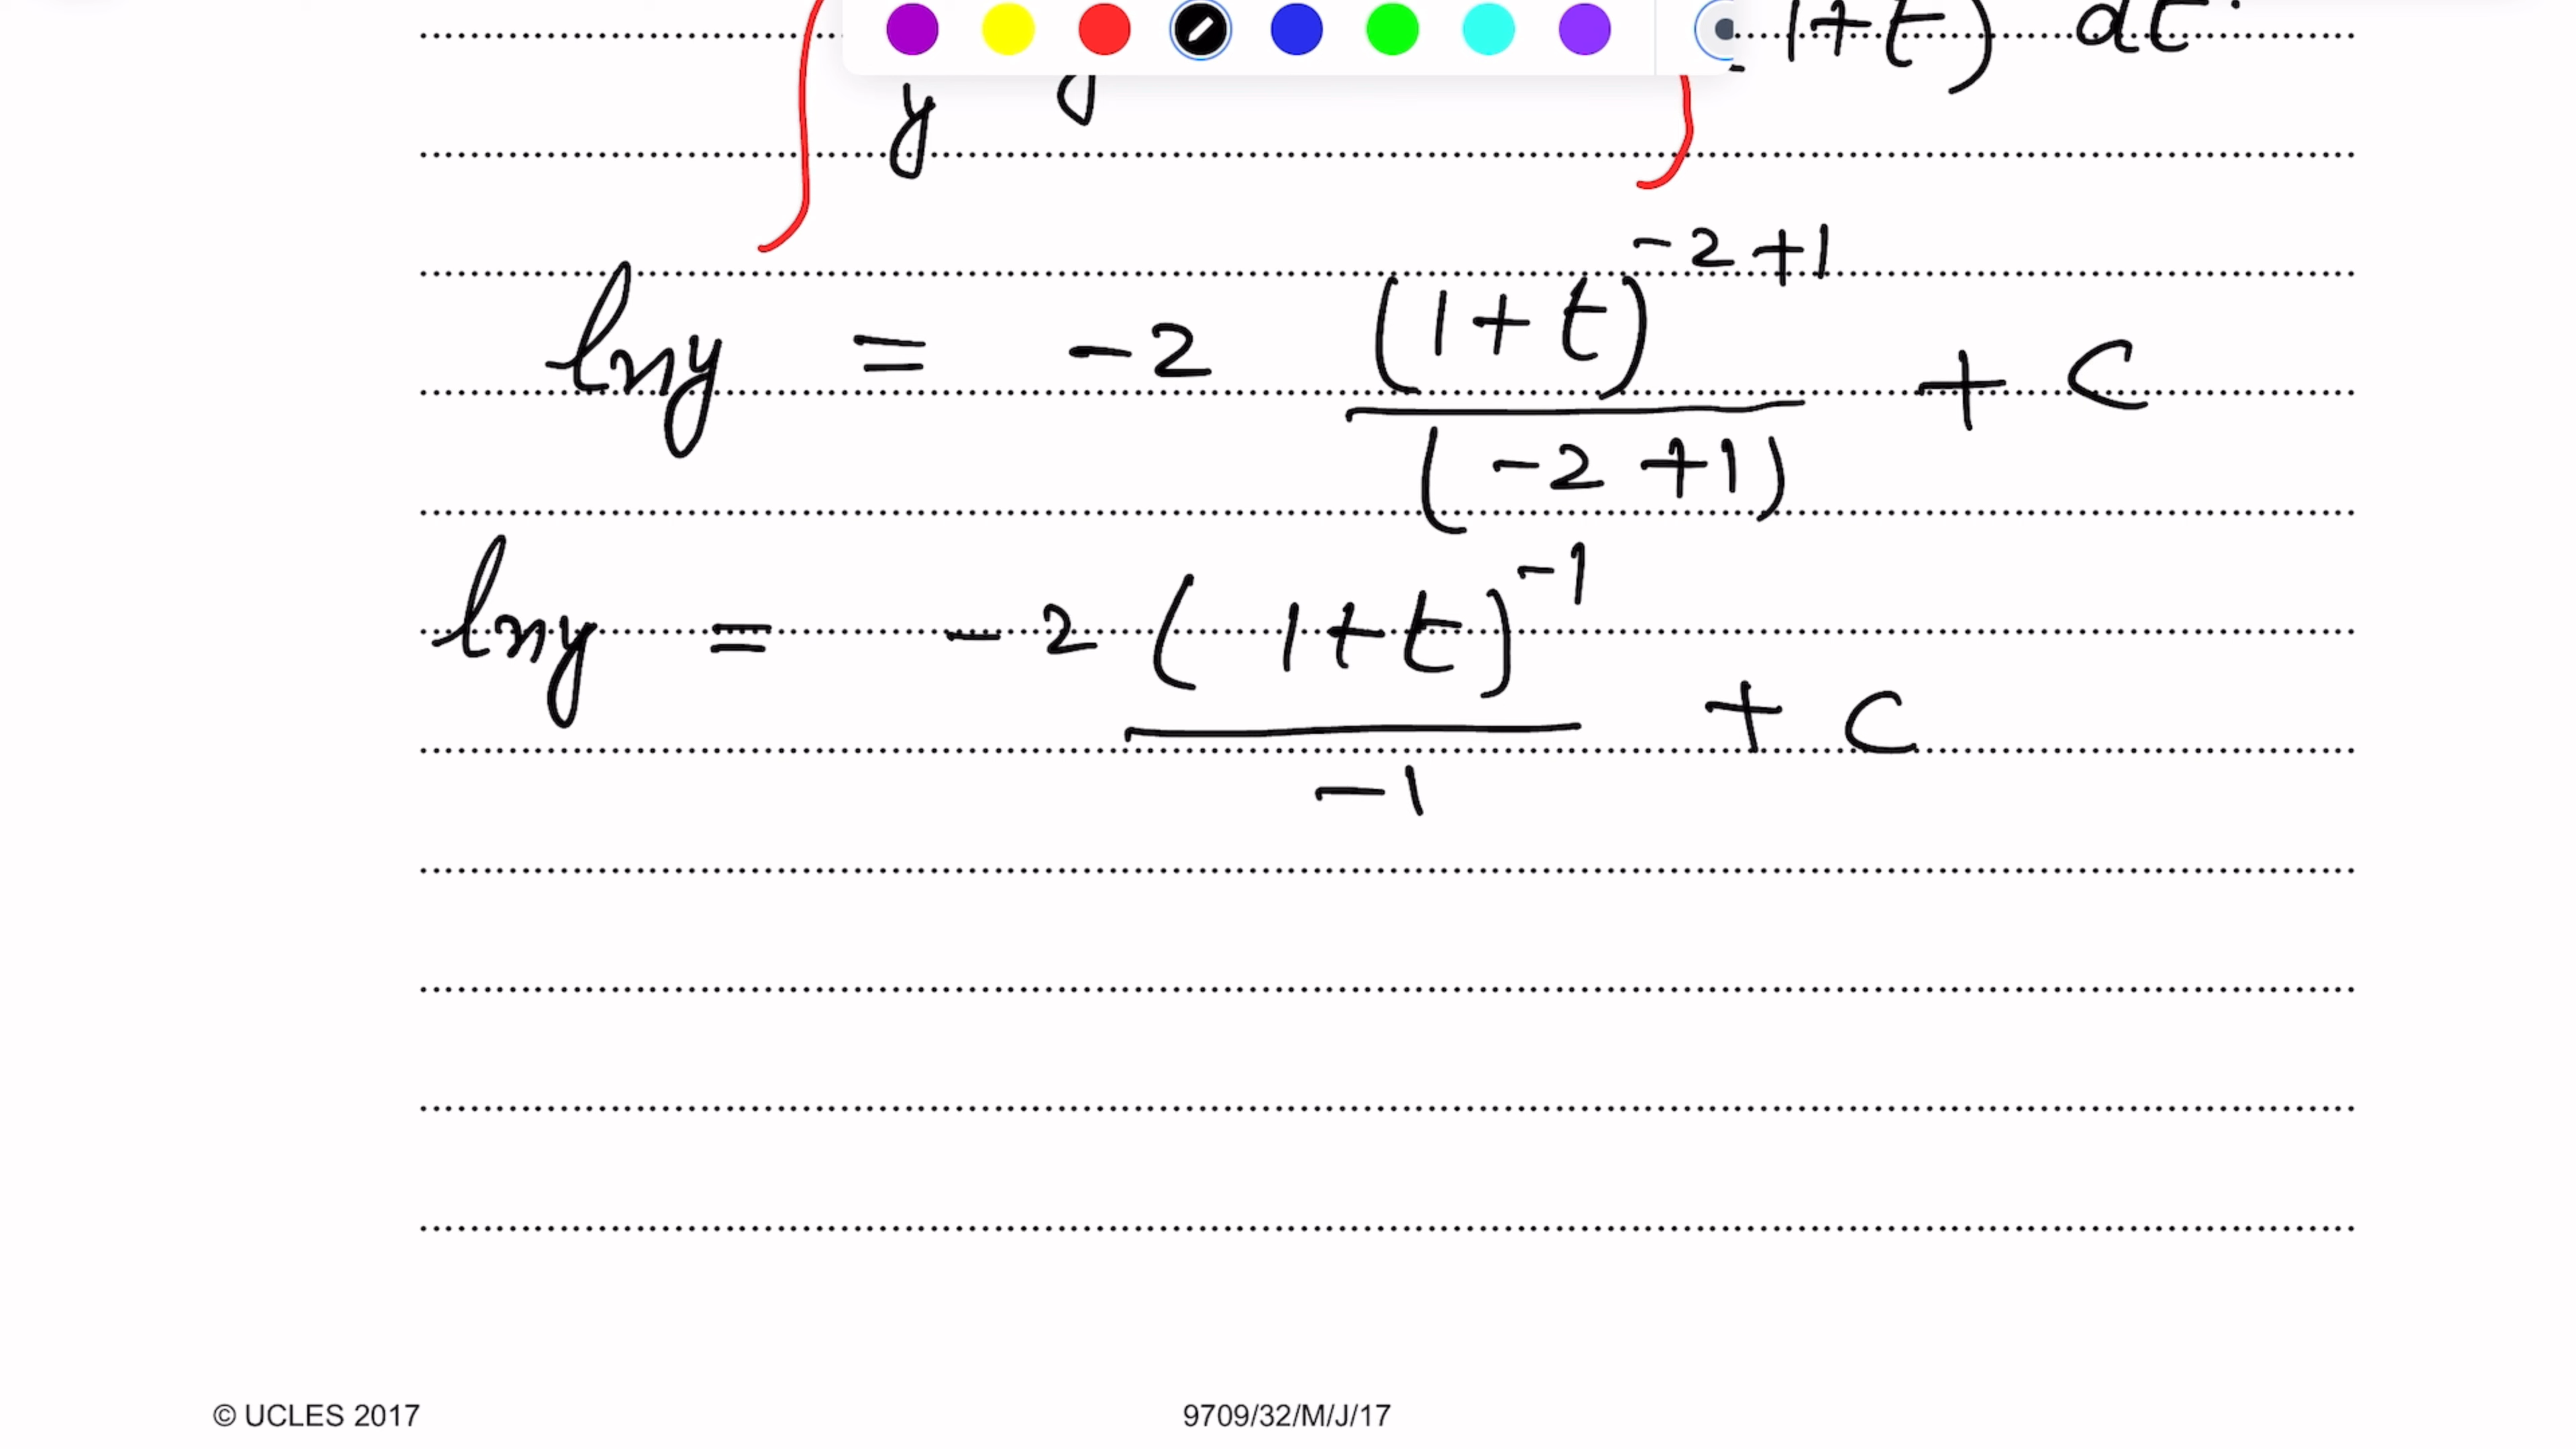 1+t) dt
y y
ln y = -2 (1+t)^(-2+1) / (-2+1) + C
ln y = -2 (1+t)^(-1) / -1 + C
© UCLES 2017 9709/32/M/J/17